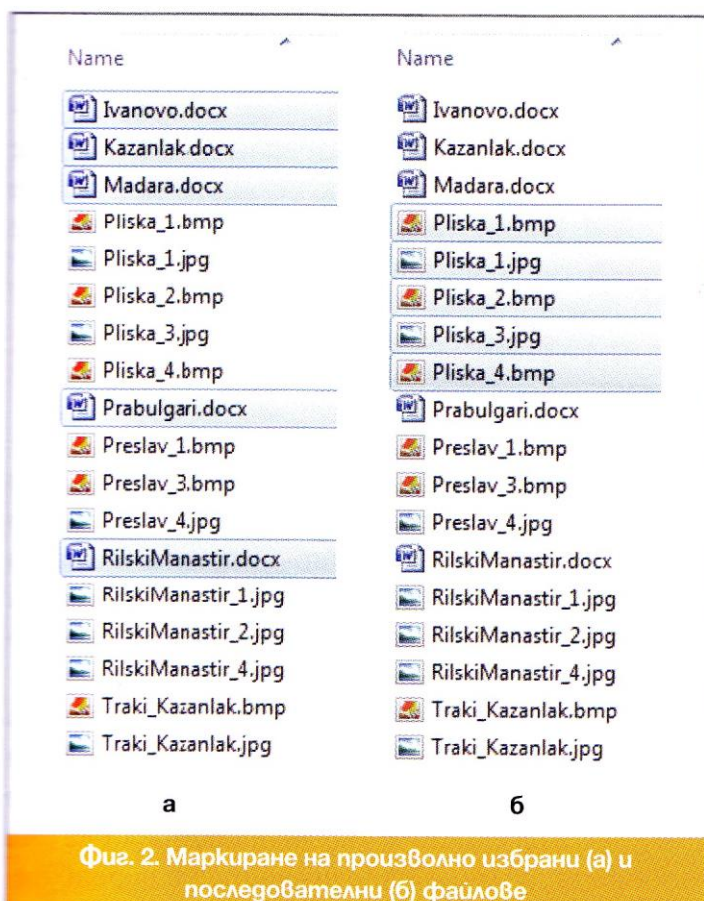 Name
Ivanovo.docx
Kazanlak.docx
Madara.docx
Pliska_1.bmp
Pliska_1.jpg
Pliska_2.bmp
Pliska_3.jpg
Pliska_4.bmp
Prabulgari.docx
Preslav_1.bmp
Preslav_3.bmp
Preslav_4.jpg
RilskiManastir.docx
RilskiManastir_1.jpg
RilskiManastir_2.jpg
RilskiManastir_4.jpg
Traki_Kazanlak.bmp
Traki_Kazanlak.jpg
а
Name
Ivanovo.docx
Kazanlak.docx
Madara.docx
Pliska_1.bmp
Pliska_1.jpg
Pliska_2.bmp
Pliska_3.jpg
Pliska_4.bmp
Prabulgari.docx
Preslav_1.bmp
Preslav_3.bmp
Preslav_4.jpg
RilskiManastir.docx
RilskiManastir_1.jpg
RilskiManastir_2.jpg
RilskiManastir_4.jpg
Traki_Kazanlak.bmp
Traki_Kazanlak.jpg
б
Фиг. 2. Маркиране на произволно избрани (а) и
последователни (б) файлове